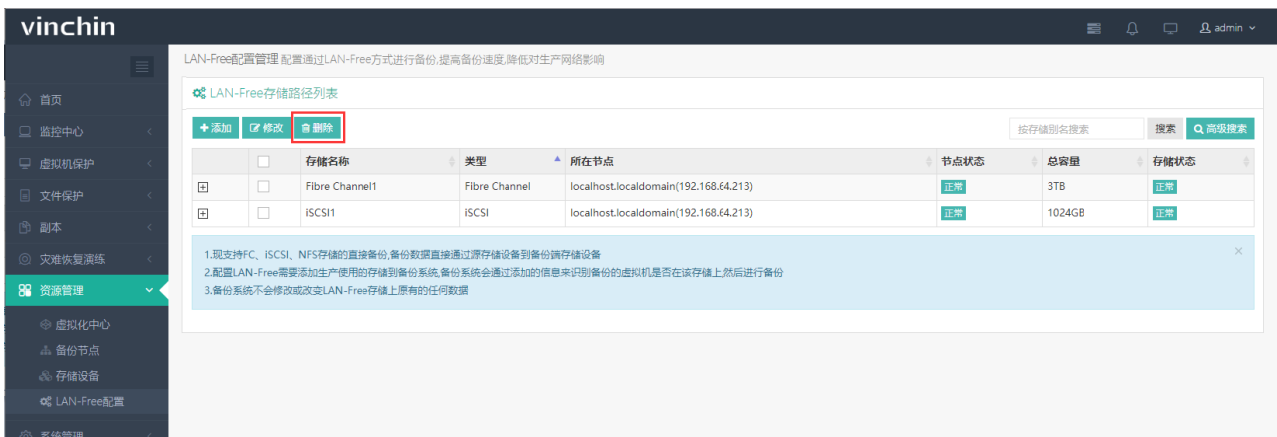 vinchin
admin
LAN-Free配置管理 配置通过LAN-Free方式进行备份,提高备份速度,降低对生产网络影响
首页
监控中心
虚拟机保护
文件保护
副本
灾难恢复演练
资源管理
虚拟化中心
备份节点
存储设备
LAN-Free配置
系统管理
LAN-Free存储路径列表
添加 修改 删除 按存储别名搜索 搜索 高级搜索
存储名称 类型 所在节点 节点状态 总容量 存储状态
Fibre Channel1 Fibre Channel localhost.localdomain(192.168.64.213) 正常 3TB 正常
iSCSI1 iSCSI localhost.localdomain(192.168.64.213) 正常 1024GB 正常
1.现支持FC、iSCSI、NFS存储的直接备份,备份数据直接通过源存储设备到备份端存储设备
2.配置LAN-Free需要添加生产使用的存储到备份系统,备份系统会通过添加的信息来识别备份的虚拟机是否在该存储上,然后进行备份
3.备份系统不会修改或改变LAN-Free存储上原有的任何数据